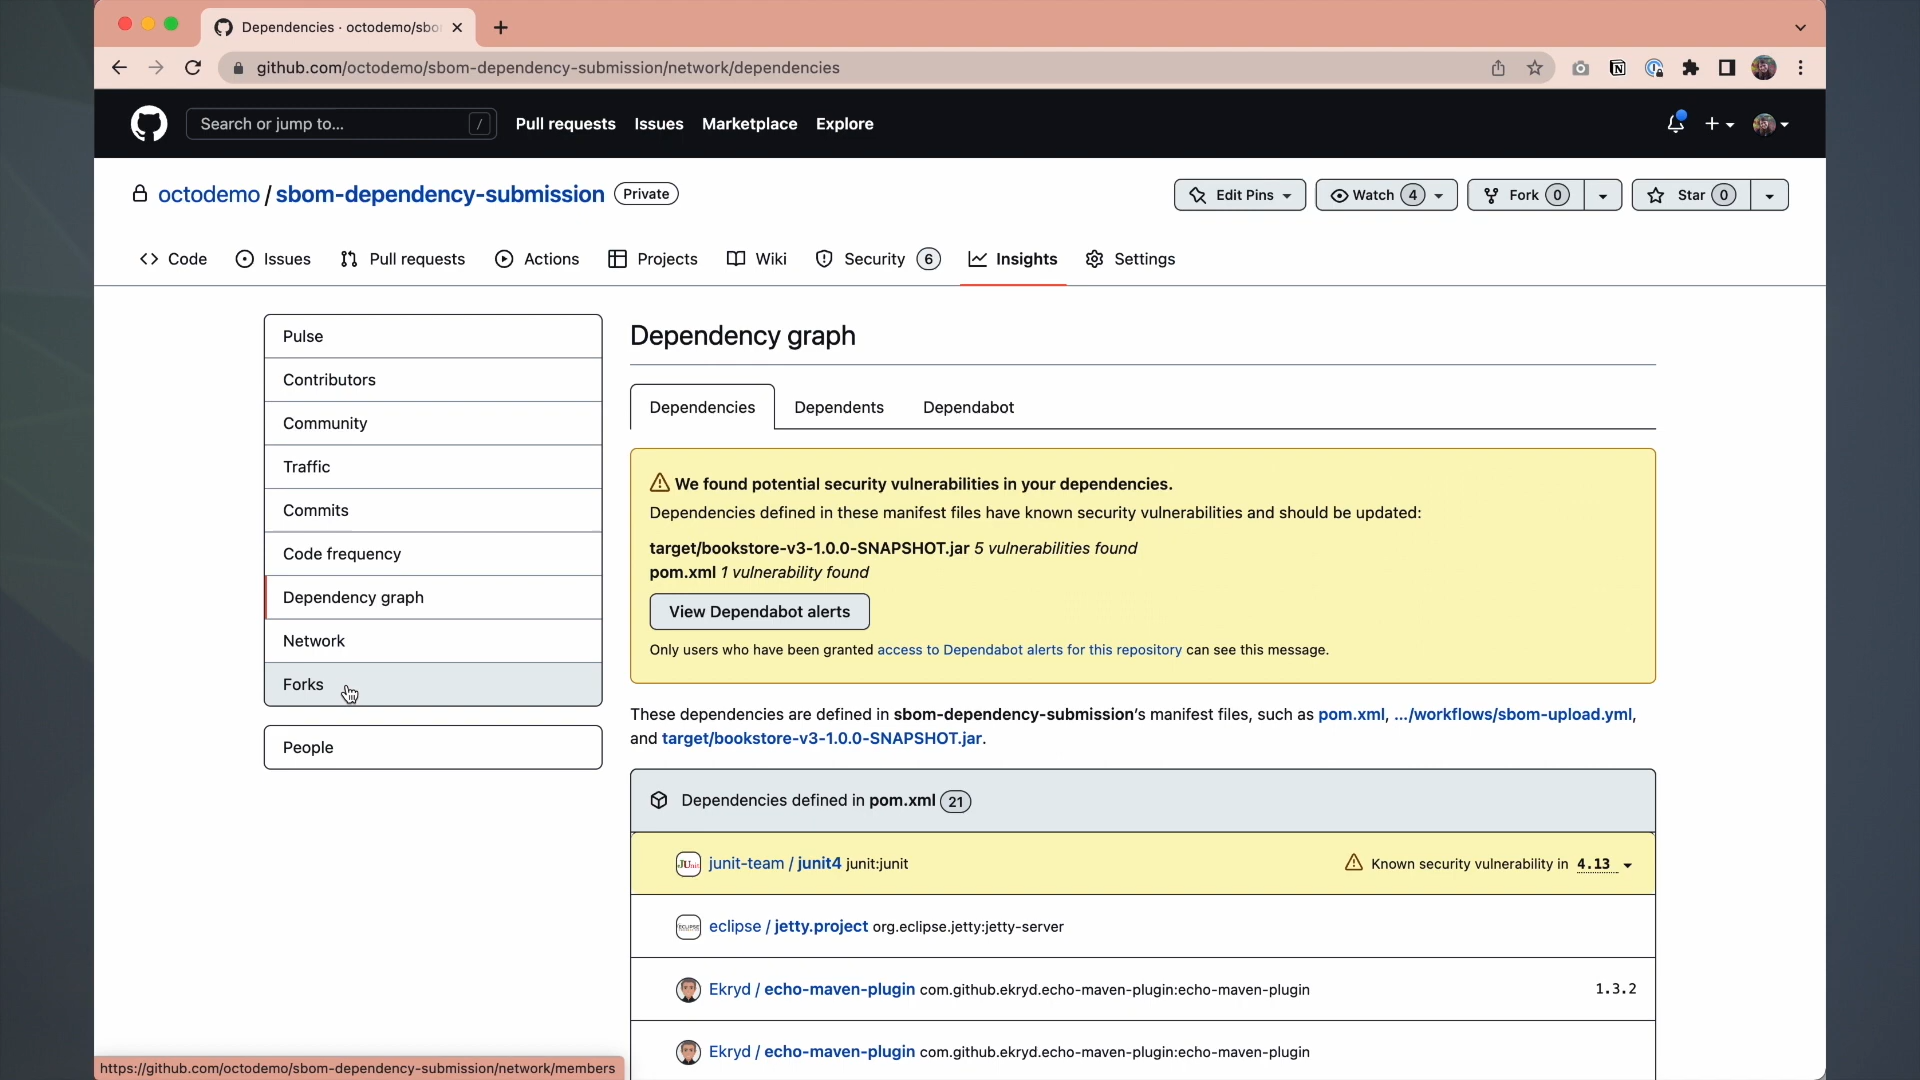 Dependencies · octodemo/sbo
github.com/octodemo/sbom-dependency-submission/network/dependencies
Search or jump to... /
Pull requests
Issues
Marketplace
Explore
octodemo / sbom-dependency-submission Private
Edit Pins
Watch 4
Fork 0
Star 0
Code
Issues
Pull requests
Actions
Projects
Wiki
Security 6
Insights
Settings
Pulse
Contributors
Community
Traffic
Commits
Code frequency
Dependency graph
Network
Forks
People
Dependency graph
Dependencies
Dependents
Dependabot
We found potential security vulnerabilities in your dependencies.
Dependencies defined in these manifest files have known security vulnerabilities and should be updated:
target/bookstore-v3-1.0.0-SNAPSHOT.jar 5 vulnerabilities found
pom.xml 1 vulnerability found
View Dependabot alerts
Only users who have been granted access to Dependabot alerts for this repository can see this message.
These dependencies are defined in sbom-dependency-submission’s manifest files, such as pom.xml, …/workflows/sbom-upload.yml,
and target/bookstore-v3-1.0.0-SNAPSHOT.jar.
Dependencies defined in pom.xml 21
JUnit junit-team / junit4 junit:junit Known security vulnerability in 4.13
ECLIPSE eclipse / jetty.project org.eclipse.jetty:jetty-server
Ekryd / echo-maven-plugin com.github.ekryd.echo-maven-plugin:echo-maven-plugin 1.3.2
Ekryd / echo-maven-plugin com.github.ekryd.echo-maven-plugin:echo-maven-plugin
https://github.com/octodemo/sbom-dependency-submission/network/members